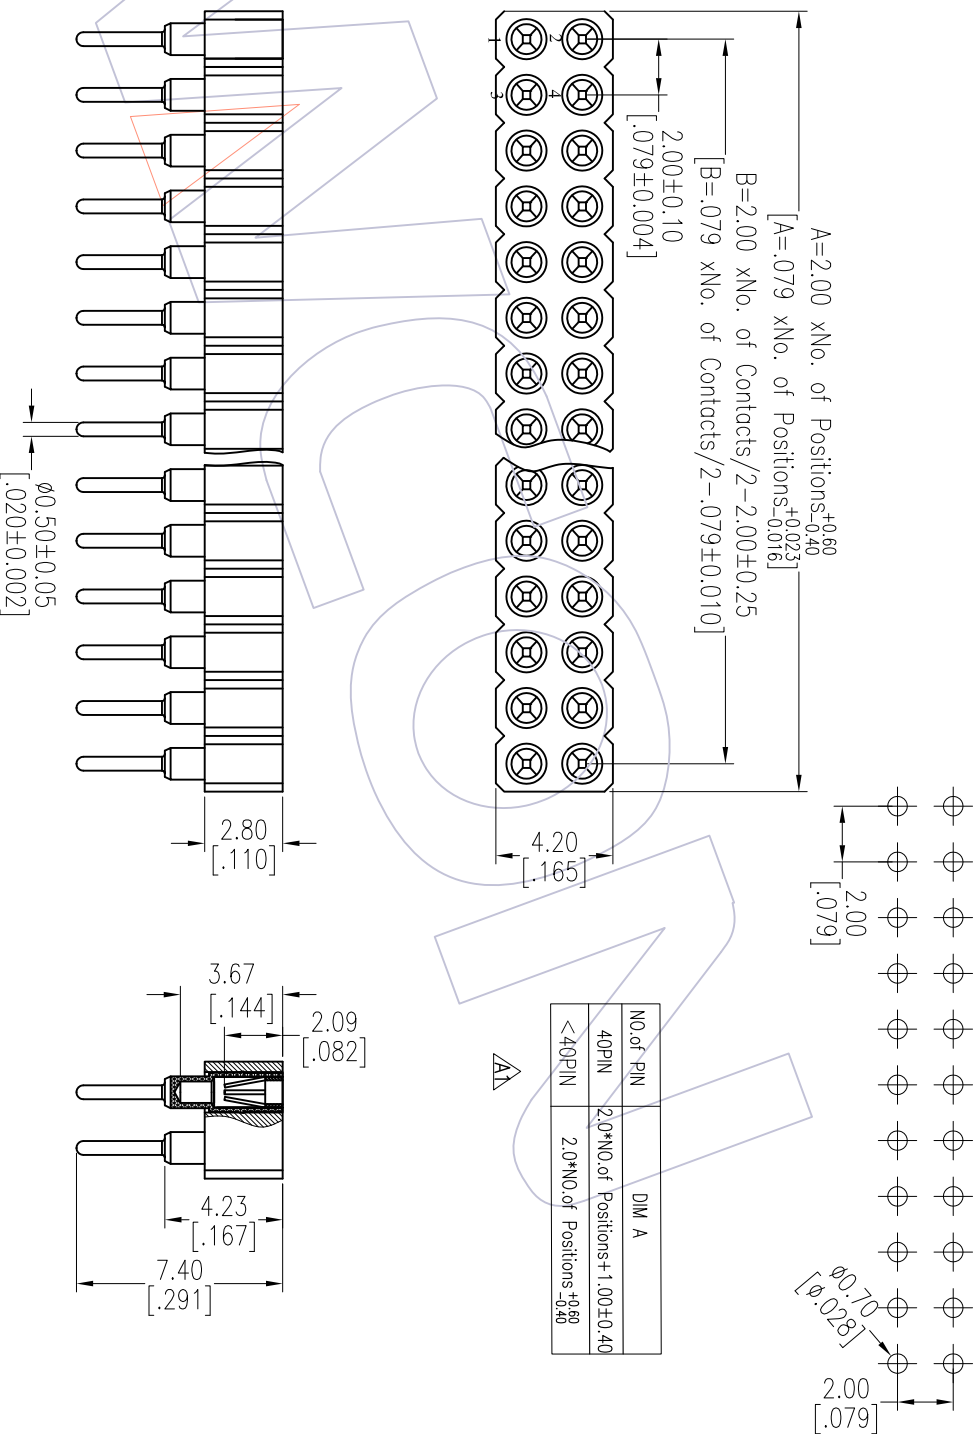 1
2
3
4
2.00±0.10
[.079±0.004]
A=2.00 xNo. of Positions+0.60 -0.40
[A=.079 xNo. of Positions+0.023 -0.016]
B=2.00 xNo. of Contacts/2-2.00±0.25
[B=.079 xNo. of Contacts/2-.079±0.010]
ø0.50±0.05
[.020±0.002]
2.80
[.110]
4.20
[.165]
2.00
[.079]
3.67
[.144]
2.09
[.082]
4.23
[.167]
7.40
[.291]
NO.of PIN DIM A
40PIN 2.0*NO.of Positions+1.00±0.40
<40PIN 2.0*NO.of Positions +0.60 -0.40
A1
ø0.70
[ø.028]
2.00
[.079]